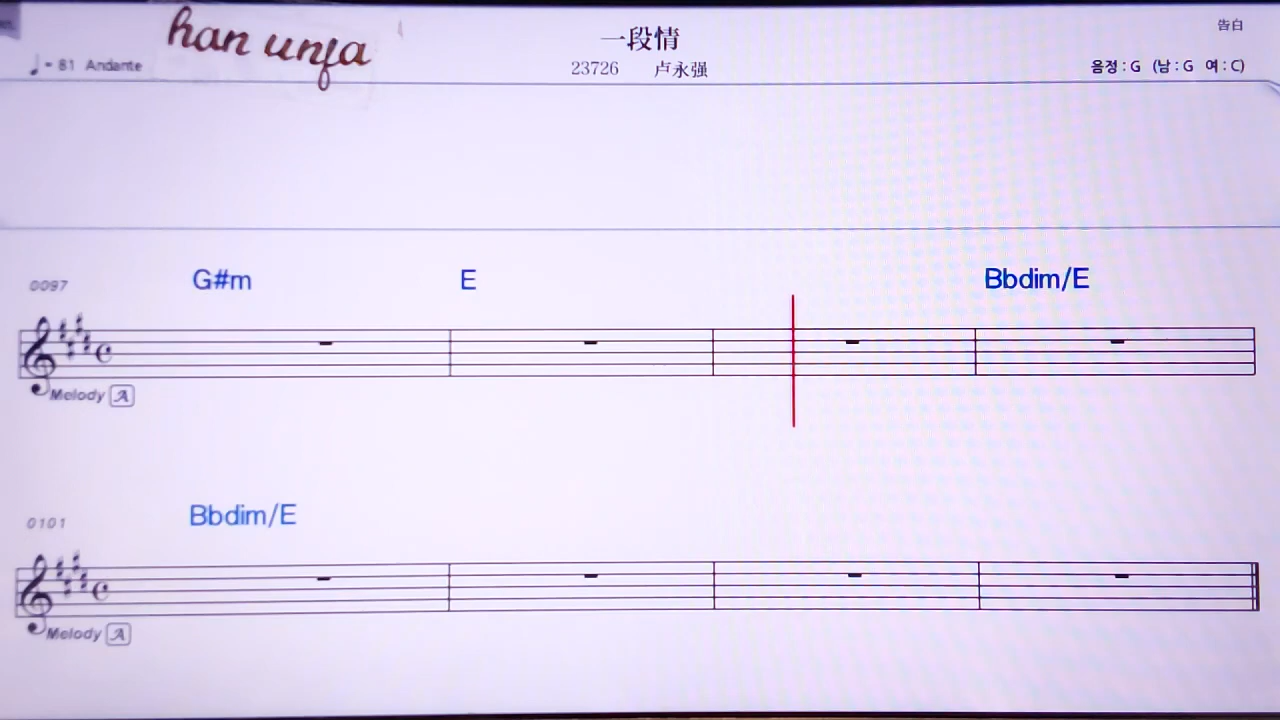 han unfa
一段情
告白
♩= 81 Andante
23726 卢永强
음정 : G (남 : G 여 : C)
G#m E Bbdim/E
0097
Melody A
Bbdim/E
0101
Melody A